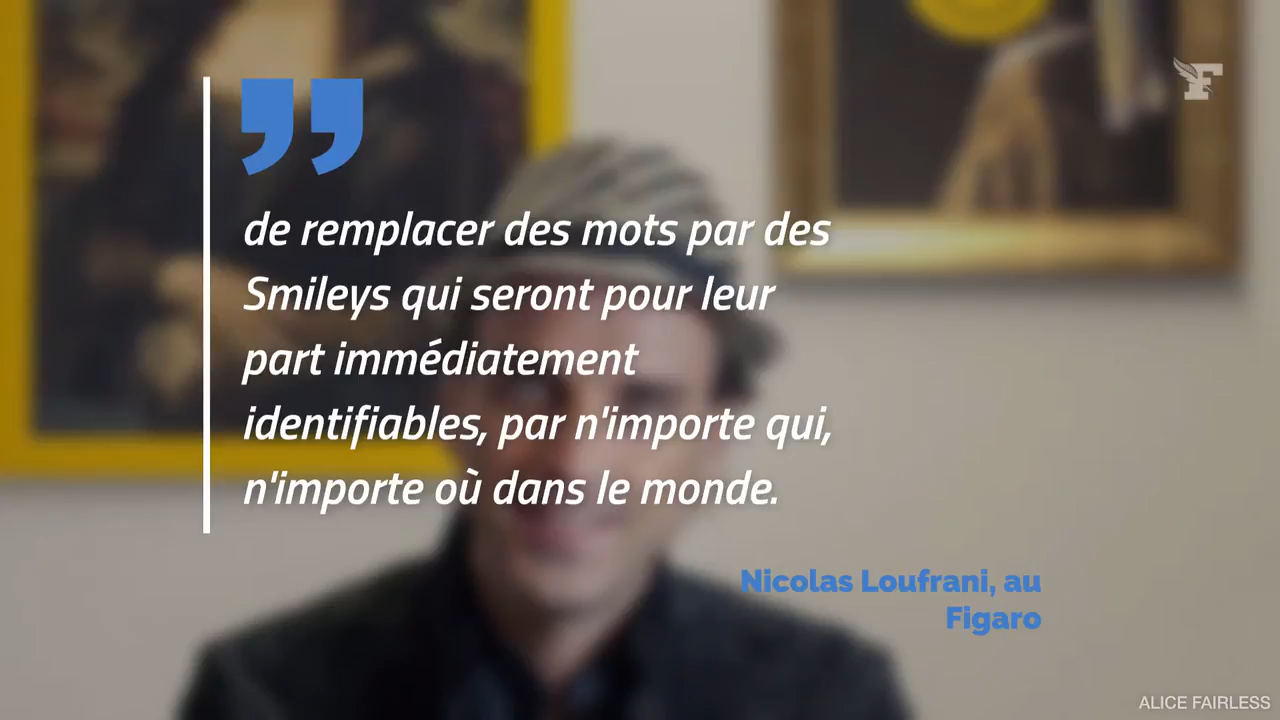 de remplacer des mots par des
Smileys qui seront pour leur
part immédiatement
identifiables, par n'importe qui,
n'importe où dans le monde.
Nicolas Loufrani, au
Figaro
ALICE FAIRLESS